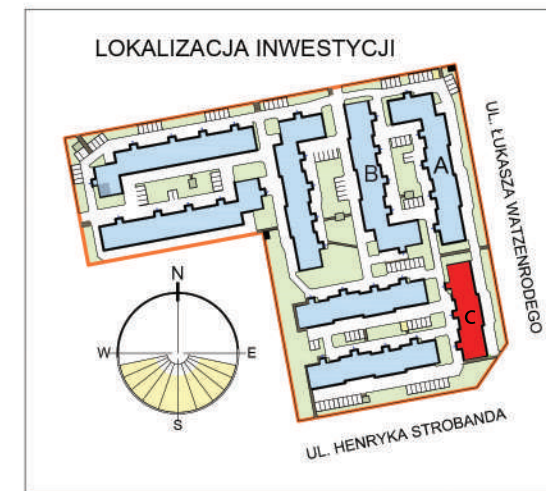 LOKALIZACJA INWESTYCJI
UL. ŁUKASZA WATZENRODEGO
B
A
C
N
W
E
S
UL. HENRYKA STROBANDA